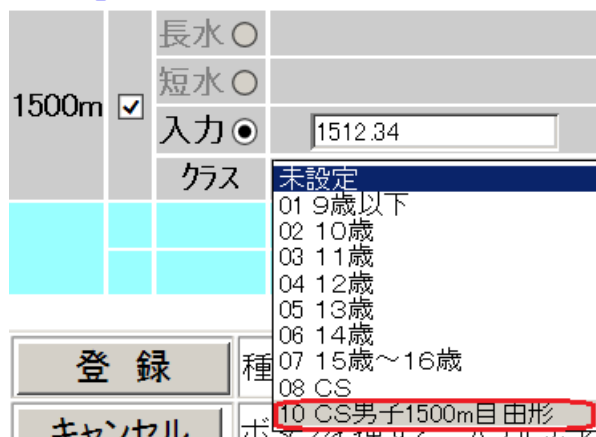 長水
短水
1500m
入力
1512.34
クラス
未設定
01 9歳以下
02 10歳
03 11歳
04 12歳
05 13歳
06 14歳
07 15歳～16歳
08 CS
10 CS男子1500m自由形
登 録
種
キャンセル